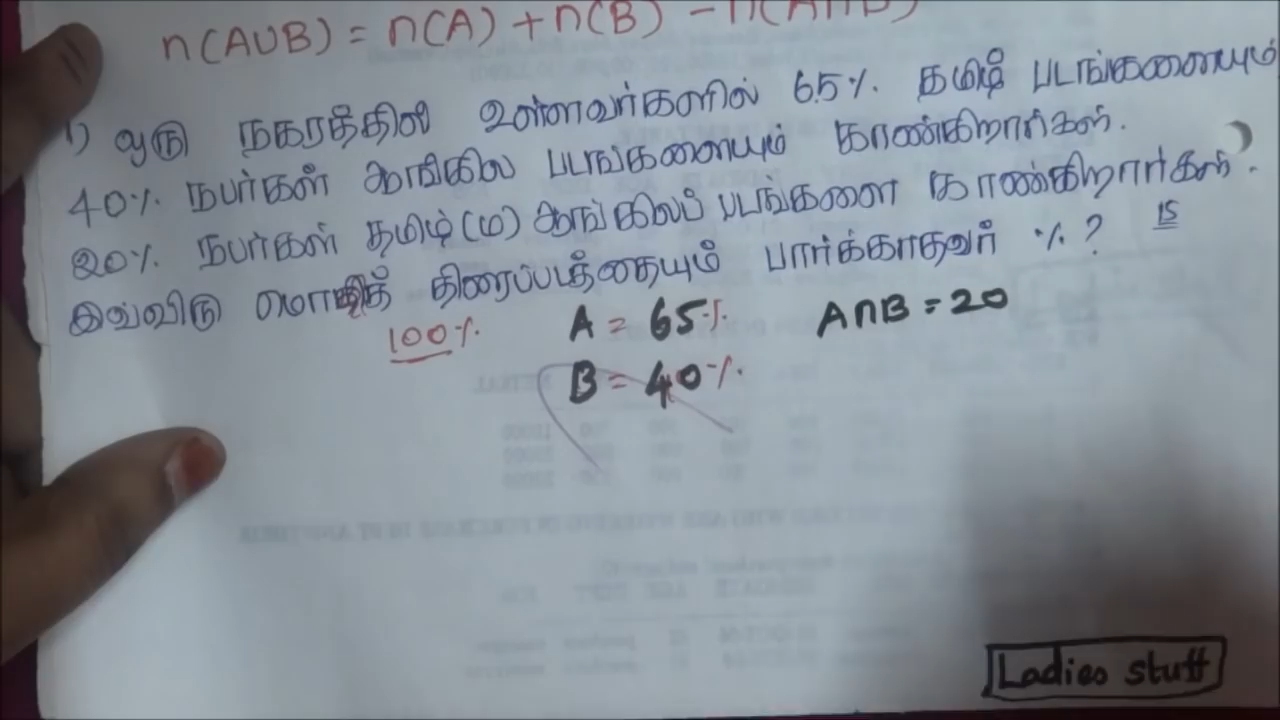 n(AUB) = n(A) + n(B) - n(A∩B)
1) ஒரு நகரத்தில் உள்ளவர்களில் 65% தமிழ் படங்களையும்
40% நபர்கள் ஆங்கில படங்களையும் காண்கிறார்கள்.
20% நபர்கள் தமிழ் (ம) ஆங்கிலப் படங்களை காண்கிறார்கள்.
இவ்விரு மொழித் திரைப்படத்தையும் பார்க்காதவர் % ? 15
100% A = 65% A∩B = 20
B = 40%
Ladies stuff